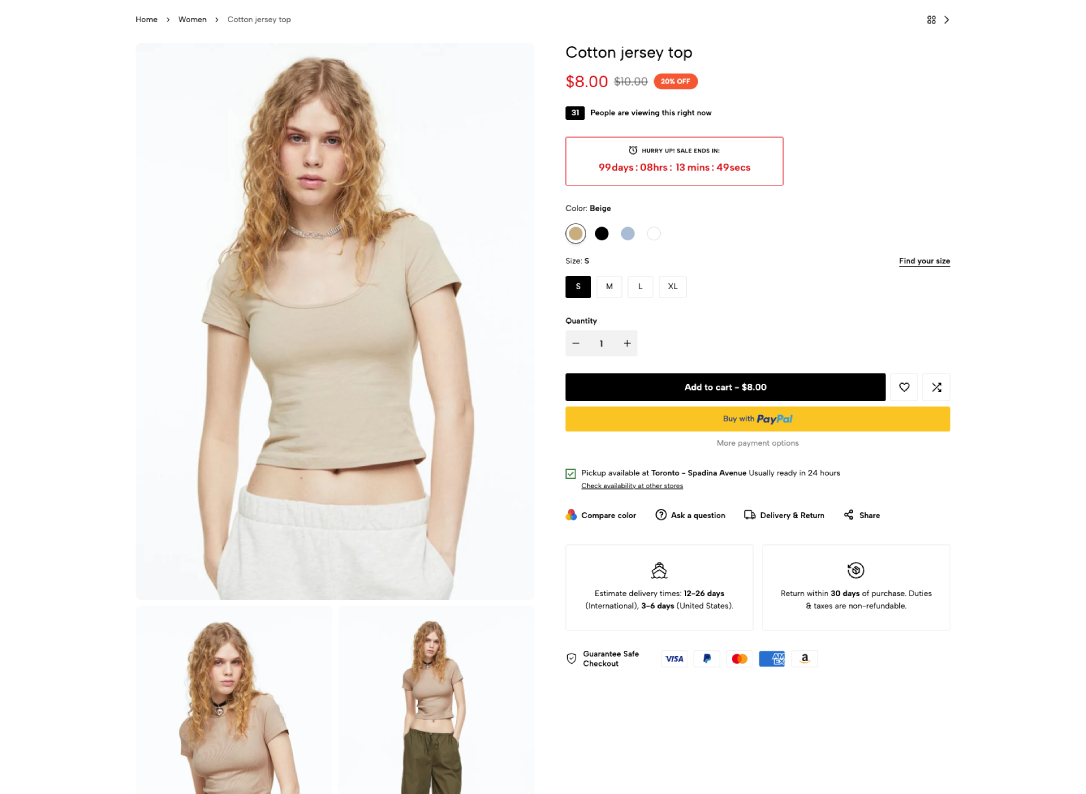 Home > Women > Cotton jersey top
Cotton jersey top
$8.00 $10.00 20% OFF
31 People are viewing this right now
HURRY UP! SALE ENDS IN:
99days : 08hrs : 13 mins : 49secs
Color: Beige
Size: S Find your size
S M L XL
Quantity
− 1 +
Add to cart - $8.00
Buy with PayPal
More payment options
Pickup available at Toronto - Spadina Avenue Usually ready in 24 hours
Check availability at other stores
Compare color Ask a question Delivery & Return Share
Estimate delivery times: 12-26 days
(International), 3-6 days (United States).
Return within 30 days of purchase. Duties
& taxes are non-refundable.
Guarantee Safe
Checkout
VISA
AMEX